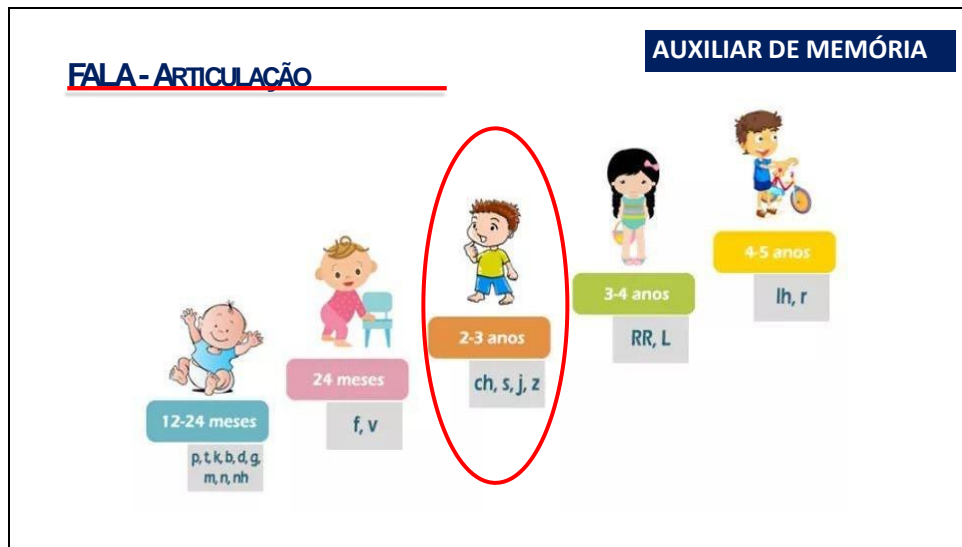 AUXILIAR DE MEMÓRIA
FALA - ARTICULAÇÃO
12-24 meses
p, t, k, b, d, g,
m, n, nh
24 meses
f, v
2-3 anos
ch, s, j, z
3-4 anos
RR, L
4-5 anos
lh, r